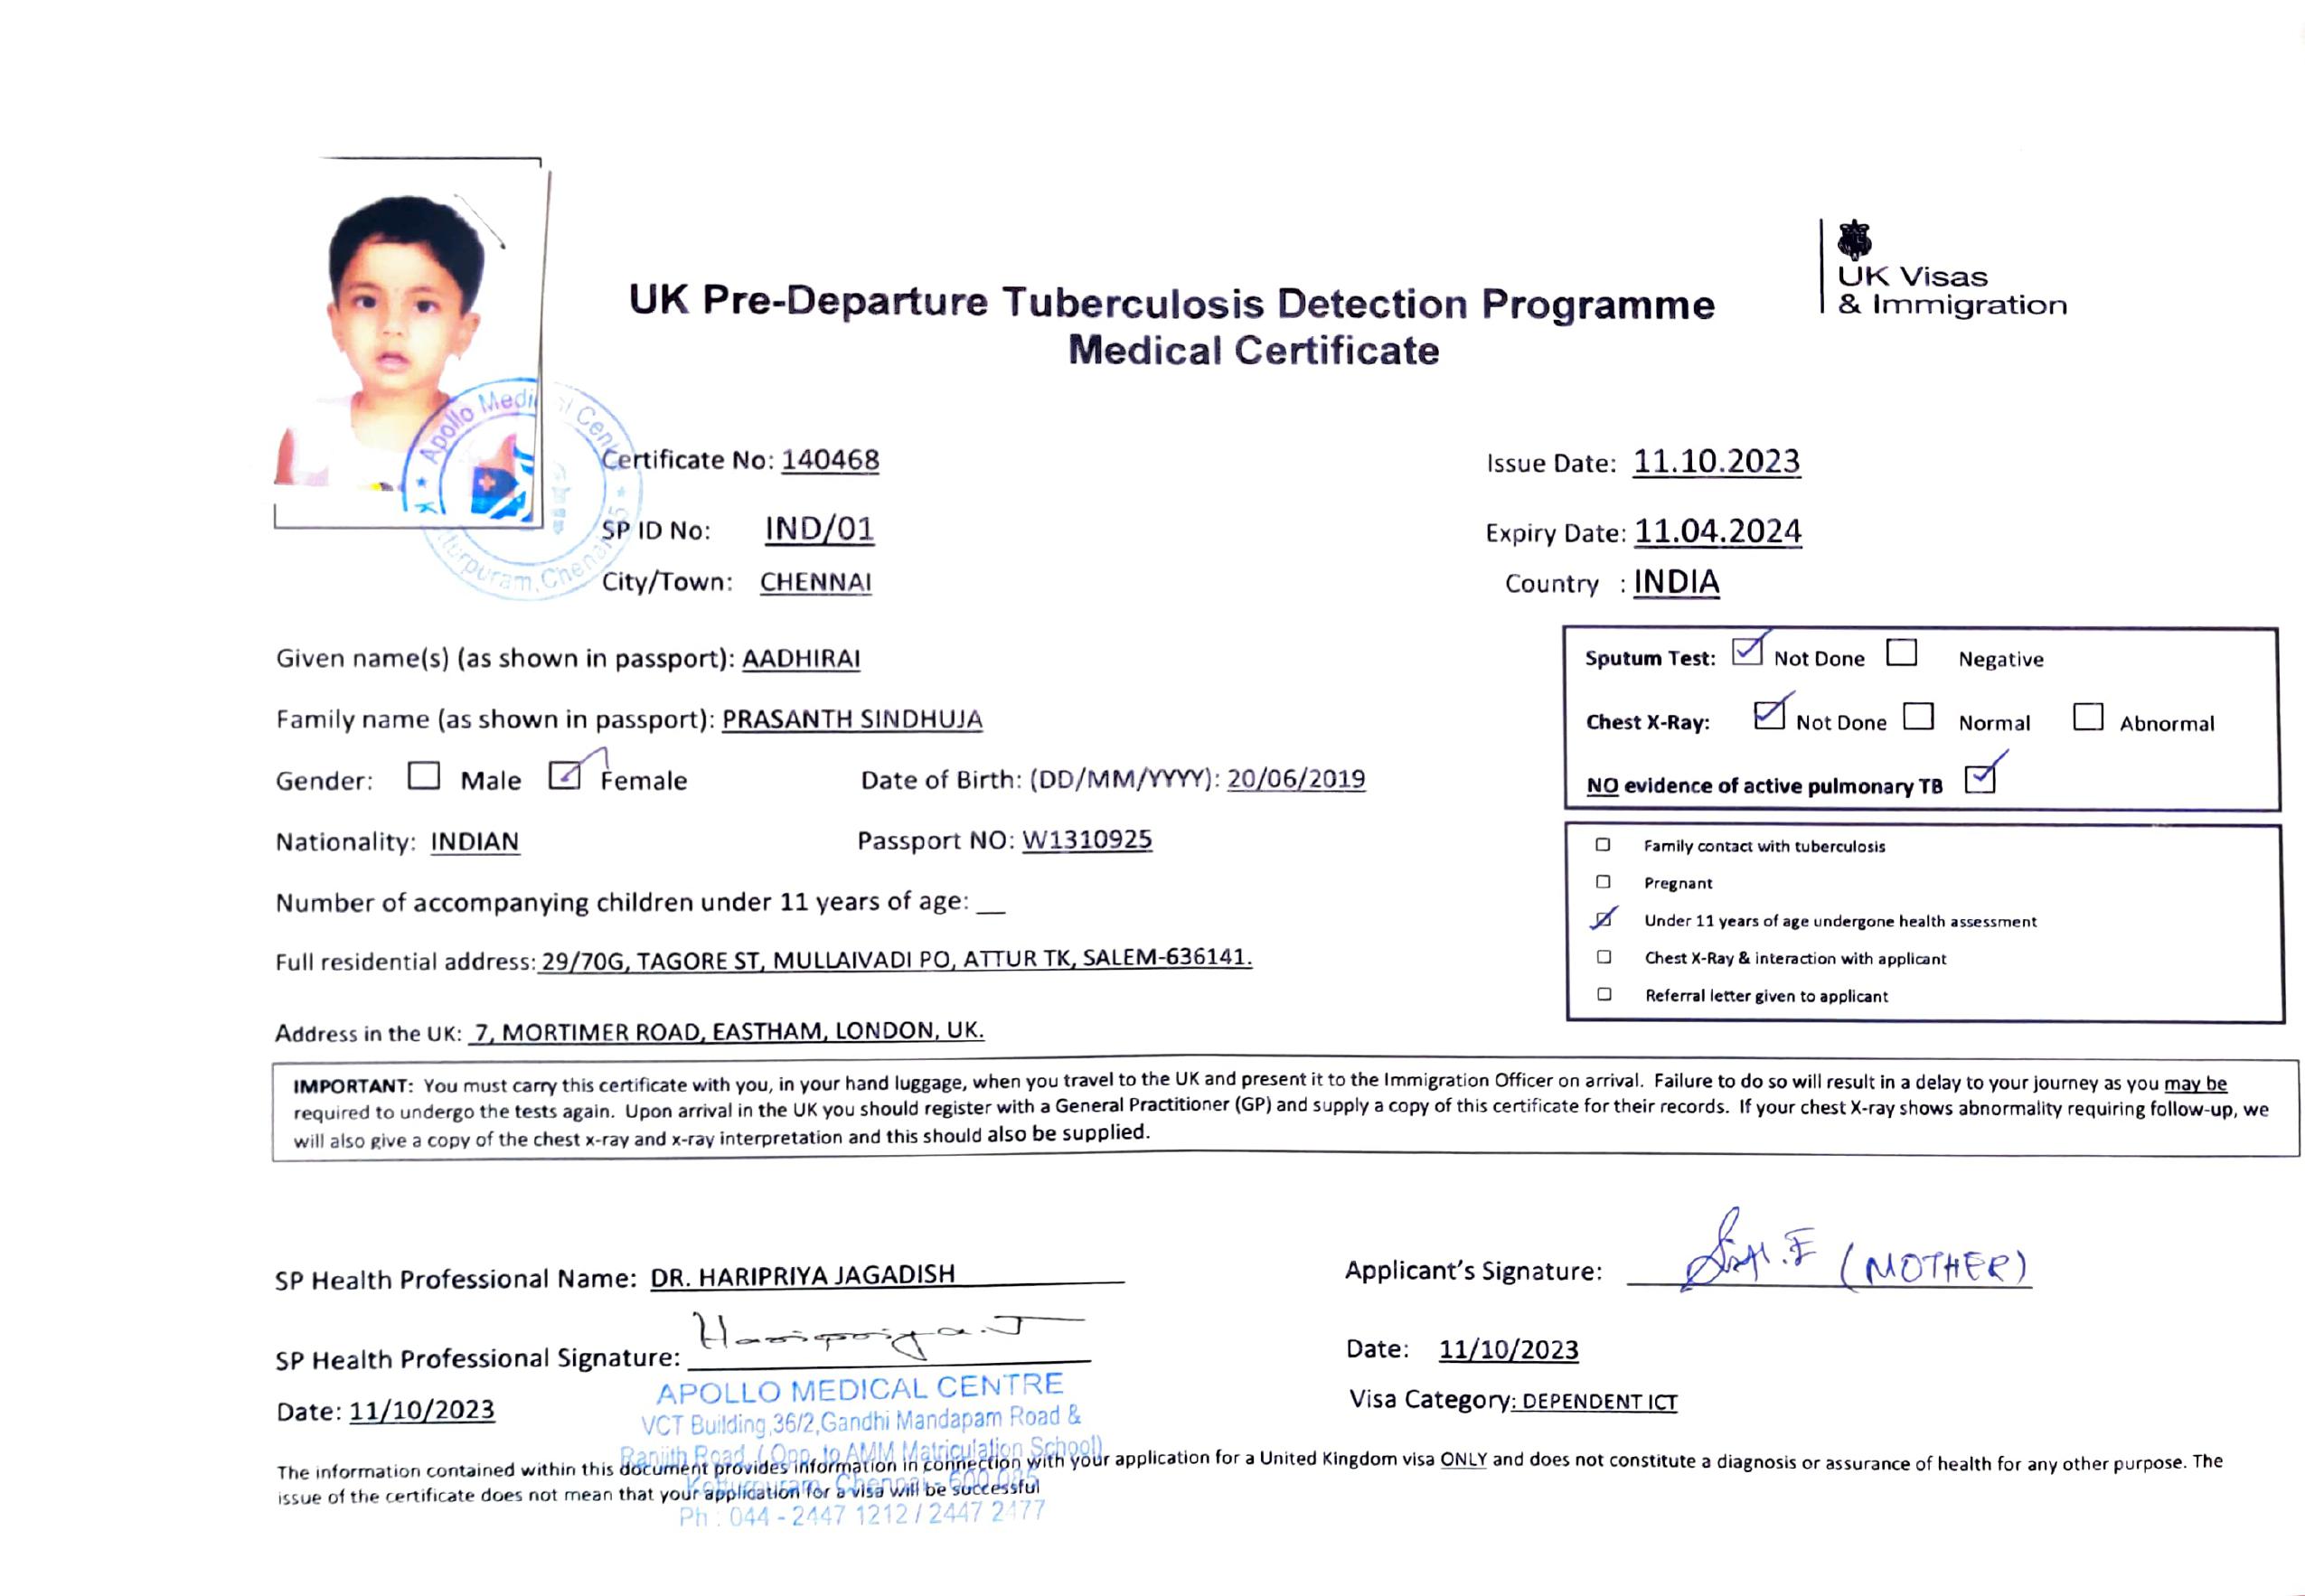 UK Visas
& Immigration
UK Pre-Departure Tuberculosis Detection Programme
Medical Certificate
Apollo Medical Cent
Certificate No: 140468
Issue Date: 11.10.2023
SP ID No: IND/01
Expiry Date: 11.04.2024
urpuram, Chenai
City/Town: CHENNAI
Country : INDIA
Given name(s) (as shown in passport): AADHIRAI
Sputum Test: Not Done Negative
Family name (as shown in passport): PRASANTH SINDHUJA
Chest X-Ray: Not Done Normal Abnormal
Gender: Male Female Date of Birth: (DD/MM/YYYY): 20/06/2019
NO evidence of active pulmonary TB
Nationality: INDIAN Passport NO: W1310925
Family contact with tuberculosis
Pregnant
Number of accompanying children under 11 years of age: __
Under 11 years of age undergone health assessment
Full residential address: 29/70G, TAGORE ST, MULLAIVADI PO, ATTUR TK, SALEM-636141.
Chest X-Ray & interaction with applicant
Referral letter given to applicant
Address in the UK: 7, MORTIMER ROAD, EASTHAM, LONDON, UK.
IMPORTANT: You must carry this certificate with you, in your hand luggage, when you travel to the UK and present it to the Immigration Officer on arrival. Failure to do so will result in a delay to your journey as you may be
required to undergo the tests again. Upon arrival in the UK you should register with a General Practitioner (GP) and supply a copy of this certificate for their records. If your chest X-ray shows abnormality requiring follow-up, we
will also give a copy of the chest x-ray and x-ray interpretation and this should also be supplied.
SP Health Professional Name: DR. HARIPRIYA JAGADISH
Applicant's Signature: (MOTHER)
Haripriya.J
SP Health Professional Signature:
Date: 11/10/2023
APOLLO MEDICAL CENTRE
Visa Category: DEPENDENT ICT
Date: 11/10/2023
VCT Building,36/2,Gandhi Mandapam Road &
Ranjith Road, ( Opp. to AMM Matriculation School)
The information contained within this document provides information in connection with your application for a United Kingdom visa ONLY and does not constitute a diagnosis or assurance of health for any other purpose. The
Kotturpuram, Chennai - 600 085
issue of the certificate does not mean that your application for a visa will be successful
Ph : 044 - 2447 1212 / 2447 2477